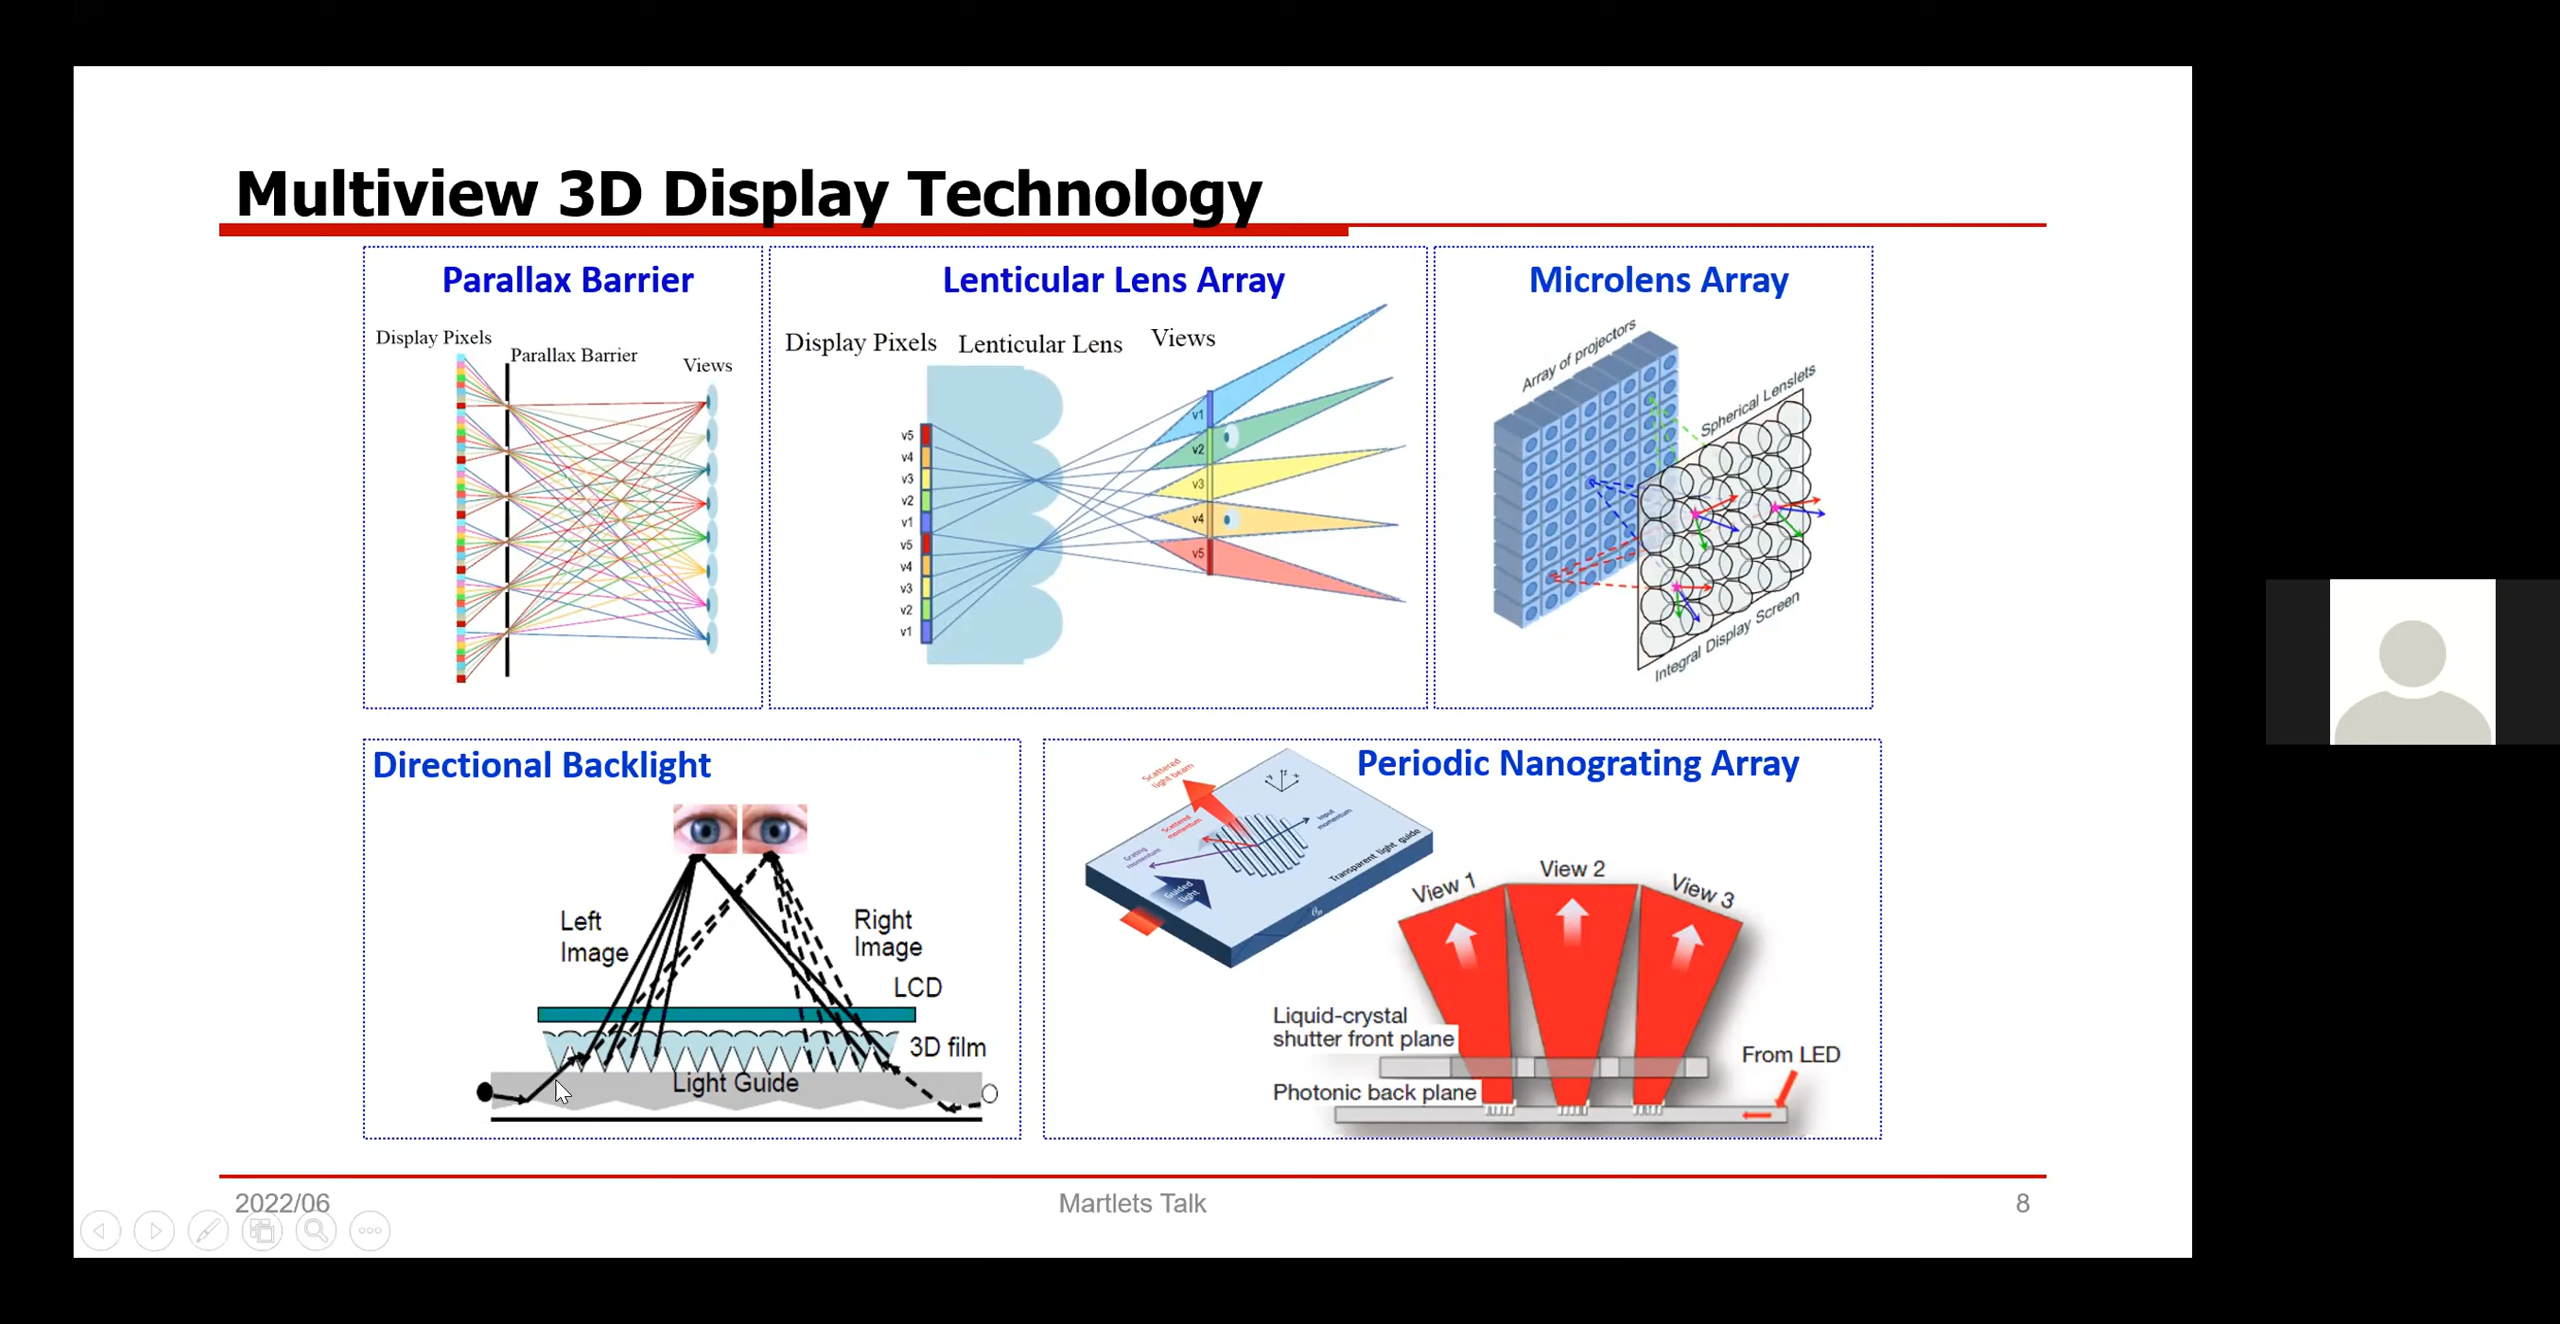 Multiview 3D Display Technology
Parallax Barrier
Display Pixels
Parallax Barrier
Views
Lenticular Lens Array
Display Pixels
Lenticular Lens
Views
v5
v4
v3
v2
v1
v5
v4
v3
v2
v1
v1
v2
v3
v4
v5
Microlens Array
Array of projectors
Spherical Lenslets
Integral Display Screen
Directional Backlight
Left
Image
Right
Image
LCD
3D film
Light Guide
Periodic Nanograting Array
Scattered
light beam
Scattered
momentum
Input
momentum
Grating
momentum
Guided
light
Transparent light guide
View 1
View 2
View 3
Liquid-crystal
shutter front plane
From LED
Photonic back plane
2022/06
Martlets Talk
8